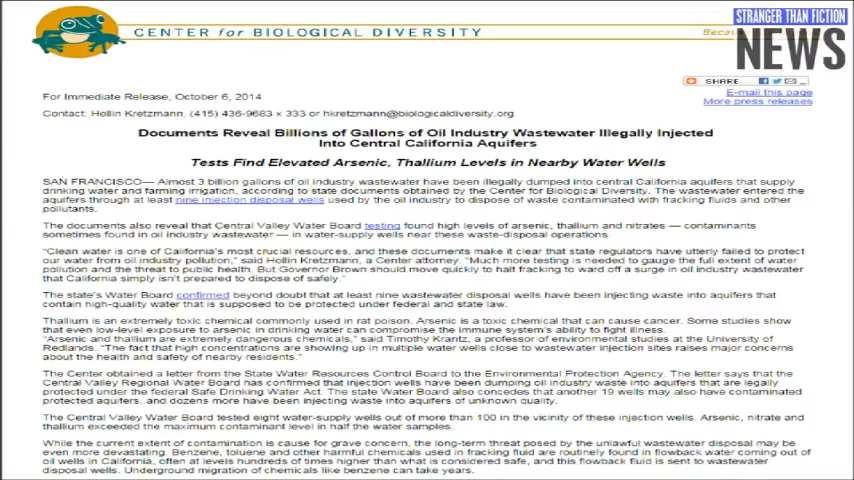 STRANGER THAN FICTION
NEWS
CENTER for BIOLOGICAL DIVERSITY
Because
SHARE
E-mail this page
More press releases
For Immediate Release, October 6, 2014
Contact: Hollin Kretzmann, (415) 436-9683 x 333 or hkretzmann@biologicaldiversity.org
Documents Reveal Billions of Gallons of Oil Industry Wastewater Illegally Injected
Into Central California Aquifers
Tests Find Elevated Arsenic, Thallium Levels in Nearby Water Wells
SAN FRANCISCO— Almost 3 billion gallons of oil industry wastewater have been illegally dumped into central California aquifers that supply
drinking water and farming irrigation, according to state documents obtained by the Center for Biological Diversity. The wastewater entered the
aquifers through at least nine injection disposal wells used by the oil industry to dispose of waste contaminated with fracking fluids and other
pollutants.
The documents also reveal that Central Valley Water Board testing found high levels of arsenic, thallium and nitrates — contaminants
sometimes found in oil industry wastewater — in water-supply wells near these waste-disposal operations.
“Clean water is one of California’s most crucial resources, and these documents make it clear that state regulators have utterly failed to protect
our water from oil industry pollution,” said Hollin Kretzmann, a Center attorney. “Much more testing is needed to gauge the full extent of water
pollution and the threat to public health. But Governor Brown should move quickly to halt fracking to ward off a surge in oil industry wastewater
that California simply isn’t prepared to dispose of safely.”
The state’s Water Board confirmed beyond doubt that at least nine wastewater disposal wells have been injecting waste into aquifers that
contain high-quality water that is supposed to be protected under federal and state law.
Thallium is an extremely toxic chemical commonly used in rat poison. Arsenic is a toxic chemical that can cause cancer. Some studies show
that even low-level exposure to arsenic in drinking water can compromise the immune system’s ability to fight illness.
“Arsenic and thallium are extremely dangerous chemicals,” said Timothy Krantz, a professor of environmental studies at the University of
Redlands. “The fact that high concentrations are showing up in multiple water wells close to wastewater injection sites raises major concerns
about the health and safety of nearby residents.”
The Center obtained a letter from the State Water Resources Control Board to the Environmental Protection Agency. The letter says that the
Central Valley Regional Water Board has confirmed that injection wells have been dumping oil industry waste into aquifers that are legally
protected under the federal Safe Drinking Water Act. The state Water Board also concedes that another 19 wells may also have contaminated
protected aquifers, and dozens more have been injecting waste into aquifers of unknown quality.
The Central Valley Water Board tested eight water-supply wells out of more than 100 in the vicinity of these injection wells. Arsenic, nitrate and
thallium exceeded the maximum contaminant level in half the water samples.
While the current extent of contamination is cause for grave concern, the long-term threat posed by the unlawful wastewater disposal may be
even more devastating. Benzene, toluene and other harmful chemicals used in fracking fluid are routinely found in flowback water coming out of
oil wells in California, often at levels hundreds of times higher than what is considered safe, and this flowback fluid is sent to wastewater
disposal wells. Underground migration of chemicals like benzene can take years.